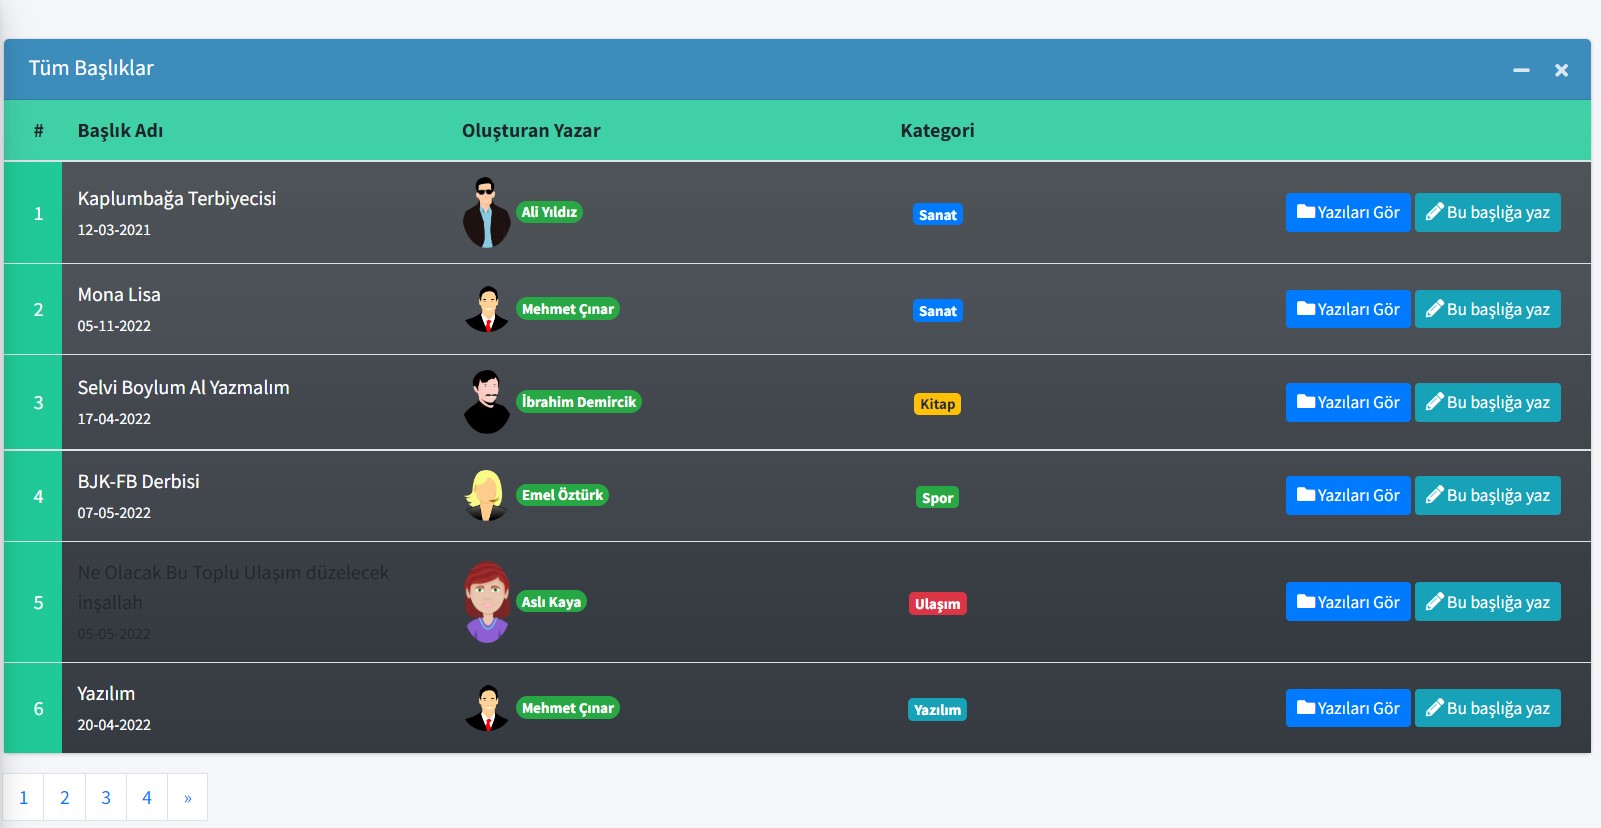 Tüm Başlıklar
# Başlık Adı Oluşturan Yazar Kategori
1 Kaplumbağa Terbiyecisi Ali Yıldız Sanat Yazıları Gör Bu başlığa yaz
12-03-2021
2 Mona Lisa Mehmet Çınar Sanat Yazıları Gör Bu başlığa yaz
05-11-2022
3 Selvi Boylum Al Yazmalım İbrahim Demircik Kitap Yazıları Gör Bu başlığa yaz
17-04-2022
4 BJK-FB Derbisi Emel Öztürk Spor Yazıları Gör Bu başlığa yaz
07-05-2022
Ne Olacak Bu Toplu Ulaşım düzelecek
5 inşallah Aslı Kaya Ulaşım Yazıları Gör Bu başlığa yaz
05-05-2022
6 Yazılım Mehmet Çınar Yazılım Yazıları Gör Bu başlığa yaz
20-04-2022
1 2 3 4 »